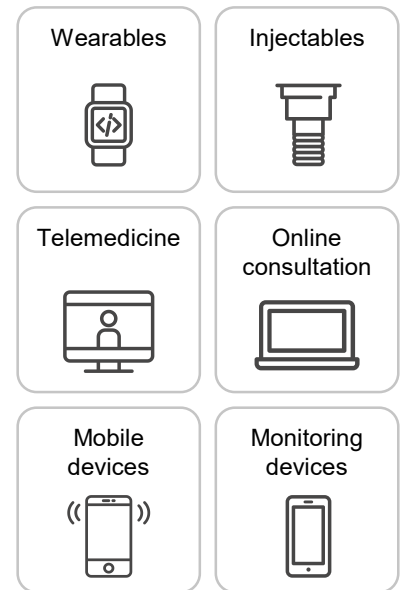 Wearables
Injectables
</i>
Telemedicine
Online
consultation
Mobile
devices
Monitoring
devices